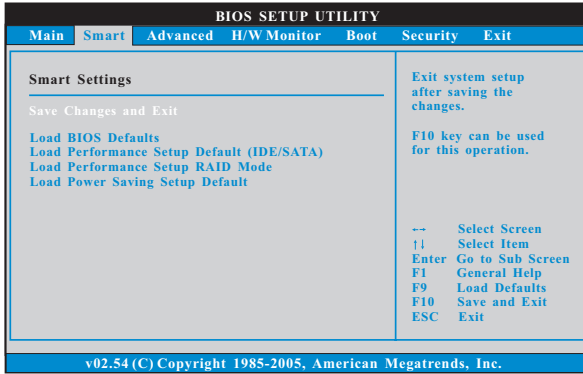 BIOS SETUP UTILITY
Main Smart Advanced H/W Monitor Boot Security Exit
Smart Settings
Save Changes and Exit
Load BIOS Defaults
Load Performance Setup Default (IDE/SATA)
Load Performance Setup RAID Mode
Load Power Saving Setup Default
Exit system setup
after saving the
changes.
F10 key can be used
for this operation.
←→ Select Screen
↑↓ Select Item
Enter Go to Sub Screen
F1 General Help
F9 Load Defaults
F10 Save and Exit
ESC Exit
v02.54 (C) Copyright 1985-2005, American Megatrends, Inc.